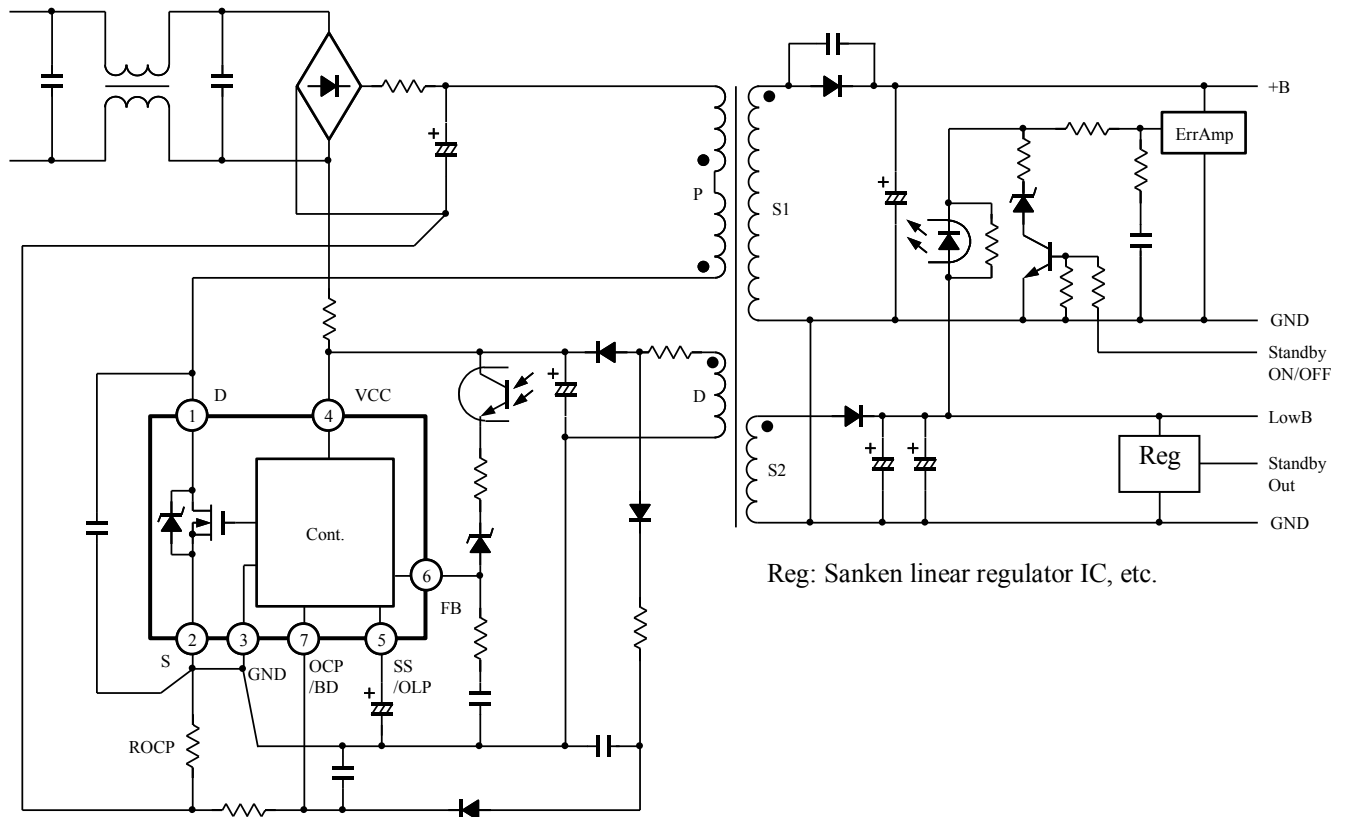 +B
ErrAmp
P
S1
GND
Standby
ON/OFF
D
VCC
D
1
4
LowB
S2
Reg
Standby
Out
Cont.
GND
6
FB
Reg: Sanken linear regulator IC, etc.
2
3
7
5
S
GND
OCP
/BD
SS
/OLP
ROCP
+
+
+
+
+
+